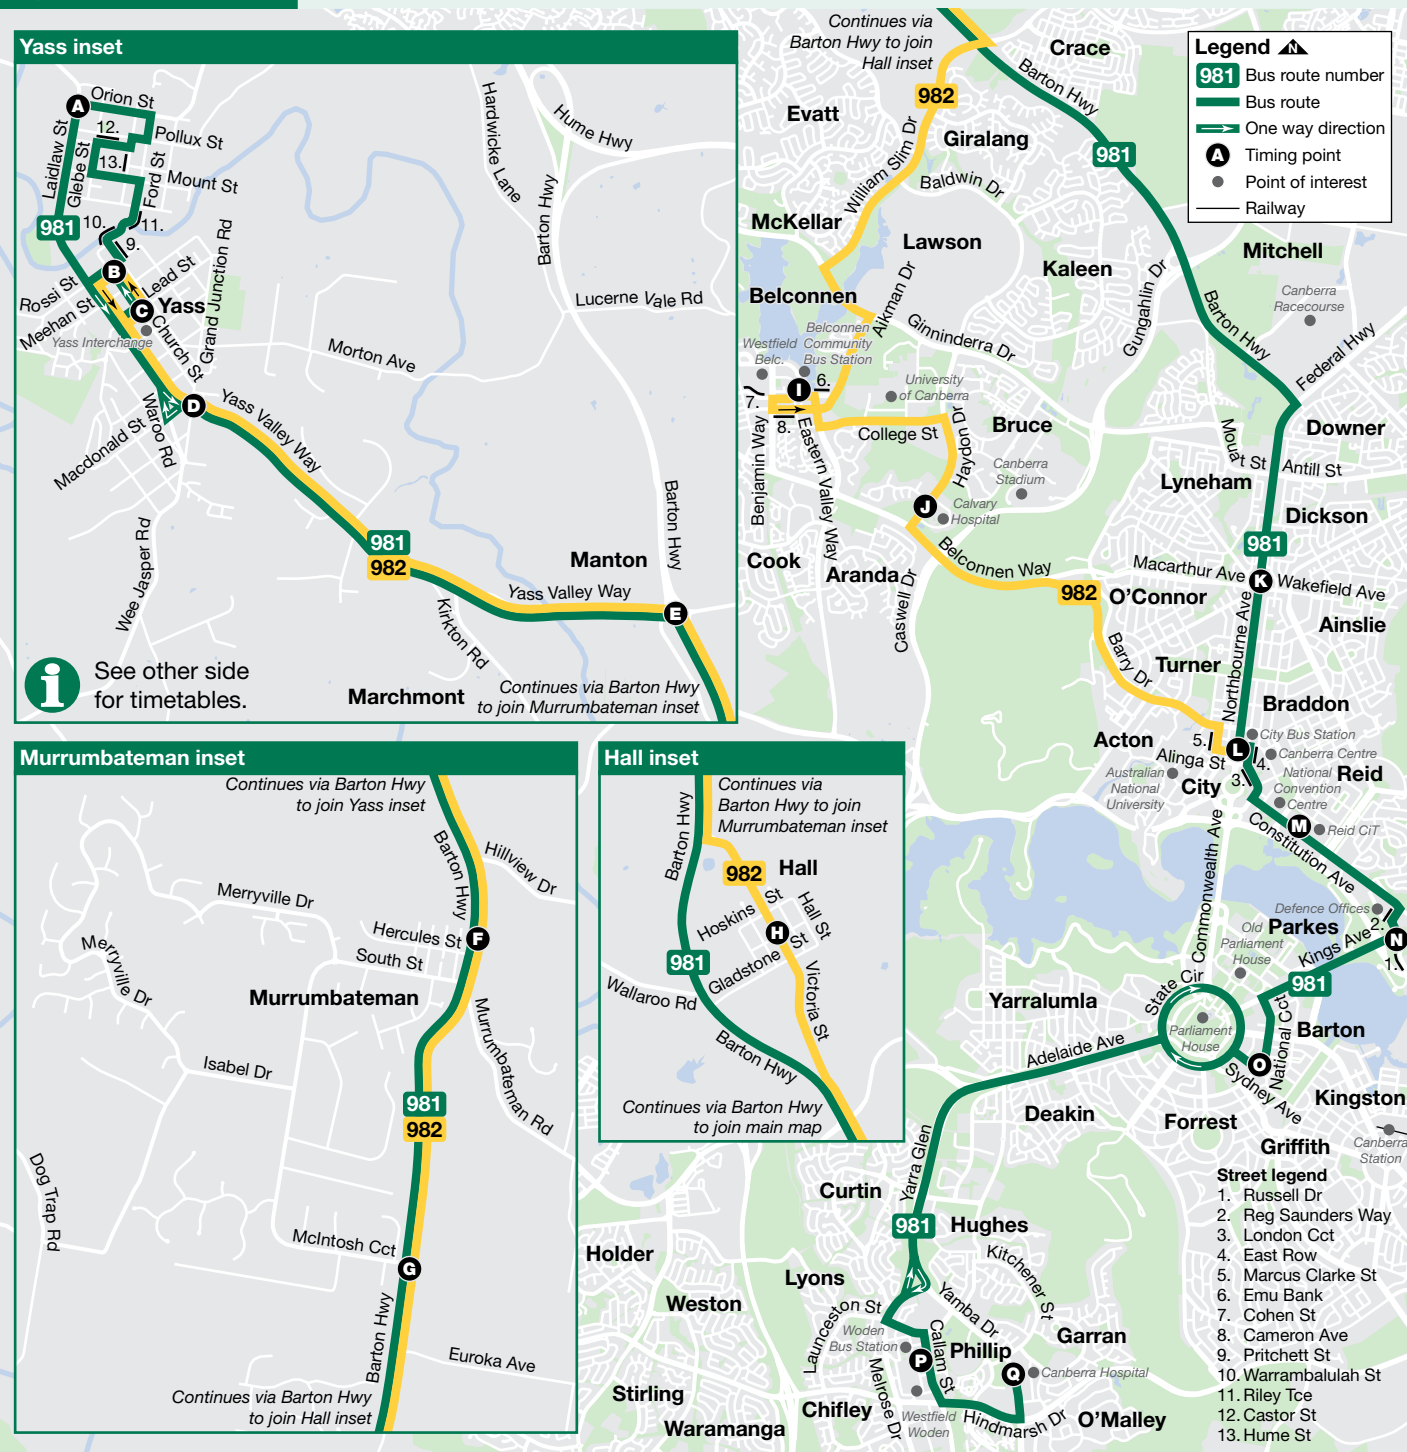 Yass inset
A
Orion St
12.
Pollux St
13.
Laidlaw St
Glebe St
Ford St
Mount St
981
10.
11.
9.
B
Lead St
Grand Junction Rd
Rossi St
Meehan St
C
Yass
Yass Interchange
Church St
Hardwicke Lane
Hume Hwy
Barton Hwy
Lucerne Vale Rd
Morton Ave
D
Yass Valley Way
Macdonald St
Waroo Rd
Wee Jasper Rd
981
982
Manton
Barton Hwy
Yass Valley Way
E
Kirkton Rd
See other side
for timetables.
Marchmont
Continues via Barton Hwy
to join Murrumbateman inset
Murrumbateman inset
Continues via Barton Hwy
to join Yass inset
Barton Hwy
Hillview Dr
Merryville Dr
Hercules St
F
South St
Merryville Dr
Murrumbateman
Murrumbateman Rd
Isabel Dr
981
982
Dog Trap Rd
McIntosh Cct
G
Barton Hwy
Euroka Ave
Continues via Barton Hwy
to join Hall inset
Hall inset
Continues via
Barton Hwy to join
Murrumbateman inset
Barton Hwy
982
Hall
Hoskins St
Hall St
H
981
Gladstone St
Wallaroo Rd
Victoria St
Barton Hwy
Continues via Barton Hwy
to join main map
Continues via
Barton Hwy to join
Hall inset
Crace
Barton Hwy
982
Evatt
Giralang
981
William Slim Dr
Baldwin Dr
McKellar
Lawson
Kaleen
Mitchell
Gungahlin Dr
Canberra
Racecourse
Belconnen
Aikman Dr
Barton Hwy
Federal Hwy
Belconnen
Community
Bus Station
Westfield
Belc.
Ginninderra Dr
I
6.
University
of Canberra
7.
8.
College St
Haydon Dr
Bruce
Mouat St
Downer
Antill St
Benjamin Way
Eastern Valley Way
Canberra
Stadium
Lyneham
J
Calvary
Hospital
Dickson
981
Cook
Aranda
Belconnen Way
Caswell Dr
Macarthur Ave
K
Wakefield Ave
982
O'Connor
Ainslie
Barry Dr
Turner
Northbourne Ave
Braddon
Acton
5.
L
City Bus Station
Alinga St
4.
Canberra Centre
Australian
National
University
City
3.
National
Convention
Centre
Reid
M
Reid CiT
Commonwealth Ave
Constitution Ave
Defence Offices
2.
Old
Parliament
House
Parkes
Kings Ave
N
1.
State Cir
981
Yarralumla
Parliament
House
National Cct
Barton
Adelaide Ave
O
Sydney Ave
Kingston
Deakin
Forrest
Griffith
Canberra
Station
Yarra Glen
Curtin
981
Hughes
Kitchener St
Holder
Lyons
Weston
Launceston St
Yamba Dr
Garran
Woden
Bus Station
Callam St
P
Phillip
Q
Canberra Hospital
Melrose Dr
Stirling
Chifley
Westfield
Woden
Hindmarsh Dr
O'Malley
Waramanga
Legend
N
981 Bus route number
Bus route
One way direction
A Timing point
Point of interest
Railway
Street legend
1. Russell Dr
2. Reg Saunders Way
3. London Cct
4. East Row
5. Marcus Clarke St
6. Emu Bank
7. Cohen St
8. Cameron Ave
9. Pritchett St
10. Warrambalulah St
11. Riley Tce
12. Castor St
13. Hume St